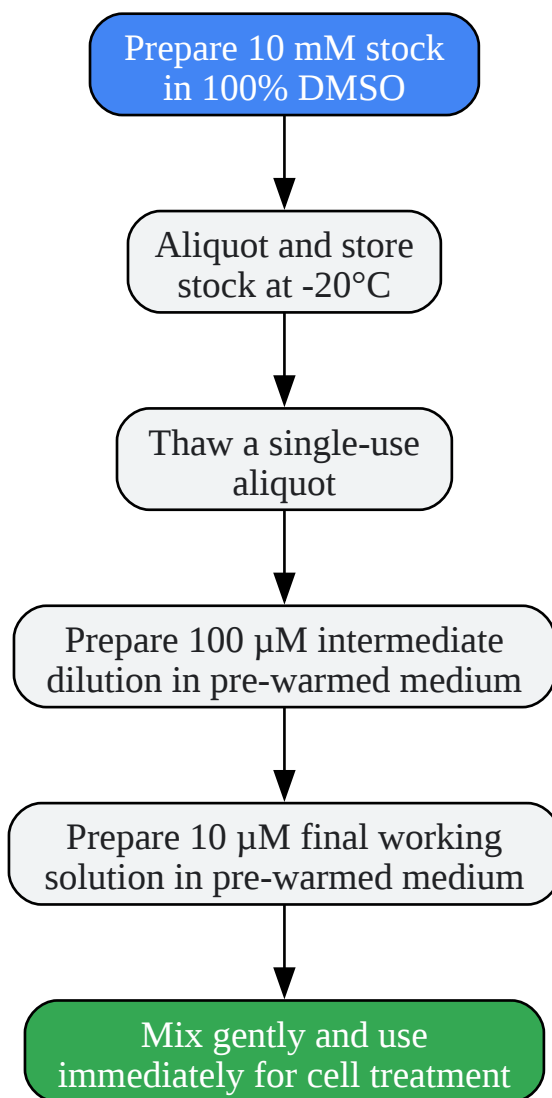 Prepare 10 mM stock
in 100% DMSO
Aliquot and store
stock at -20°C
Thaw a single-use
aliquot
Prepare 100 µM intermediate
dilution in pre-warmed medium
Prepare 10 µM final working
solution in pre-warmed medium
Mix gently and use
immediately for cell treatment